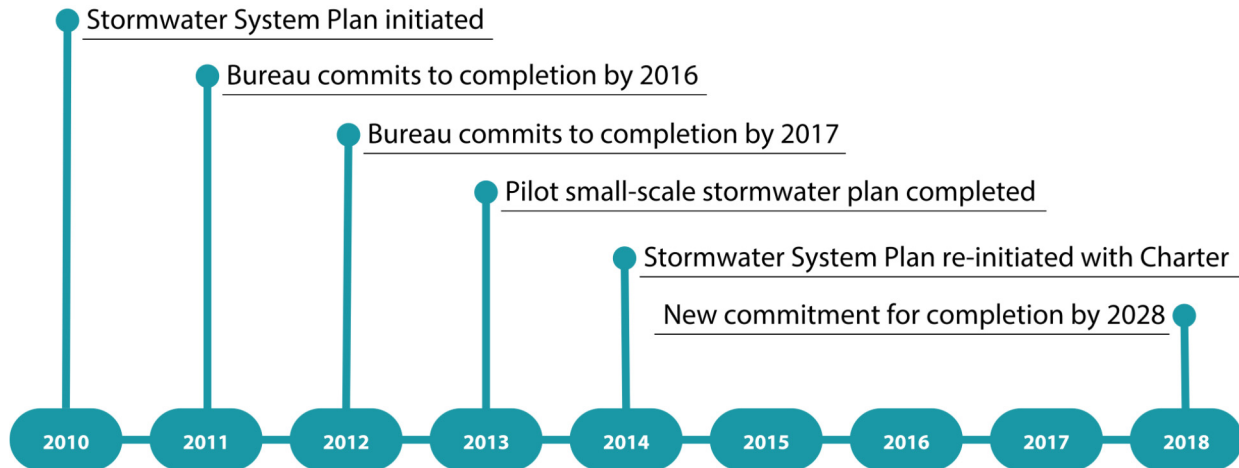 Stormwater System Plan initiated
Bureau commits to completion by 2016
Bureau commits to completion by 2017
Pilot small-scale stormwater plan completed
Stormwater System Plan re-initiated with Charter
New commitment for completion by 2028
2010 2011 2012 2013 2014 2015 2016 2017 2018